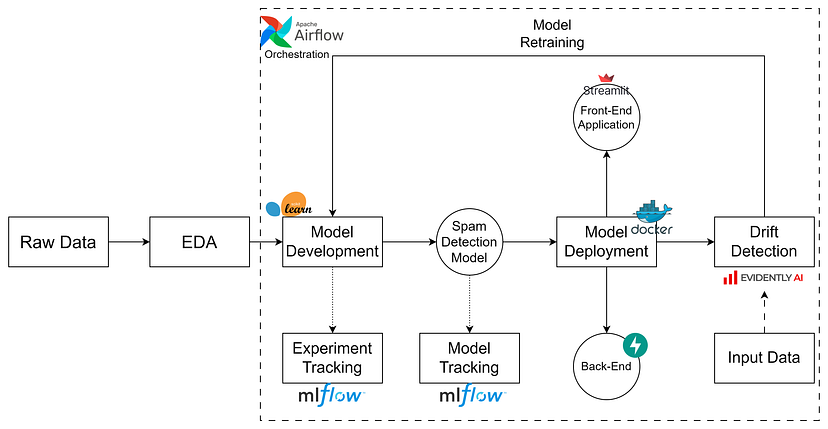 Apache
Airflow
Orchestration
Model
Retraining
Streamlit
Front-End
Application
learn
Raw Data
EDA
Model
Development
Spam
Detection
Model
Model
Deployment
docker
Drift
Detection
EVIDENTLY AI
Experiment
Tracking
mlflow
Model
Tracking
mlflow
Back-End
Input Data